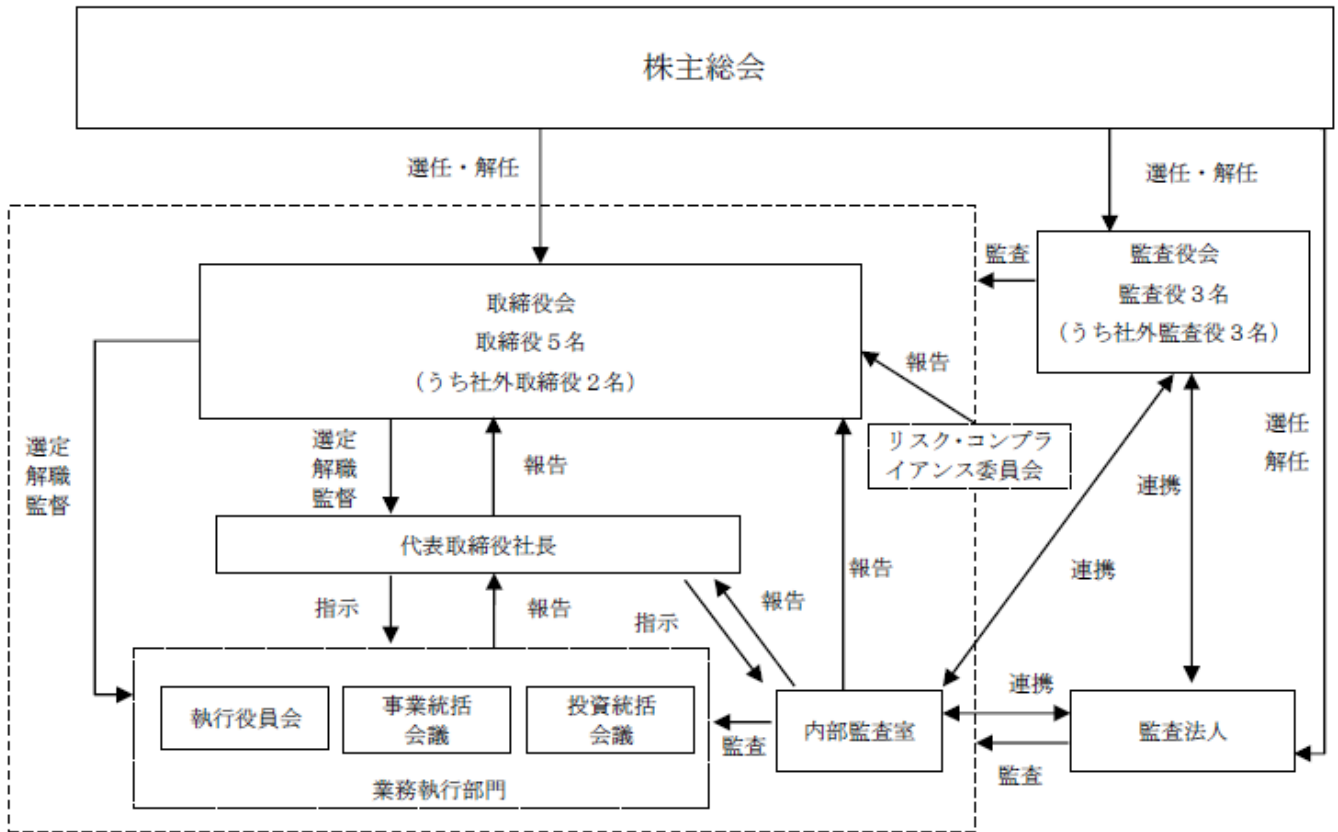 株主総会
選任・解任
選任・解任
監査役会
監査役３名
（うち社外監査役３名）
監査
取締役会
取締役５名
（うち社外取締役２名）
報告
リスク・コンプラ
イアンス委員会
選任
解任
選定
解職
監督
選定
解職
監督
報告
連携
代表取締役社長
報告
連携
指示
報告
指示
報告
執行役員会
事業統括
会議
投資統括
会議
業務執行部門
監査
内部監査室
連携
監査
監査法人